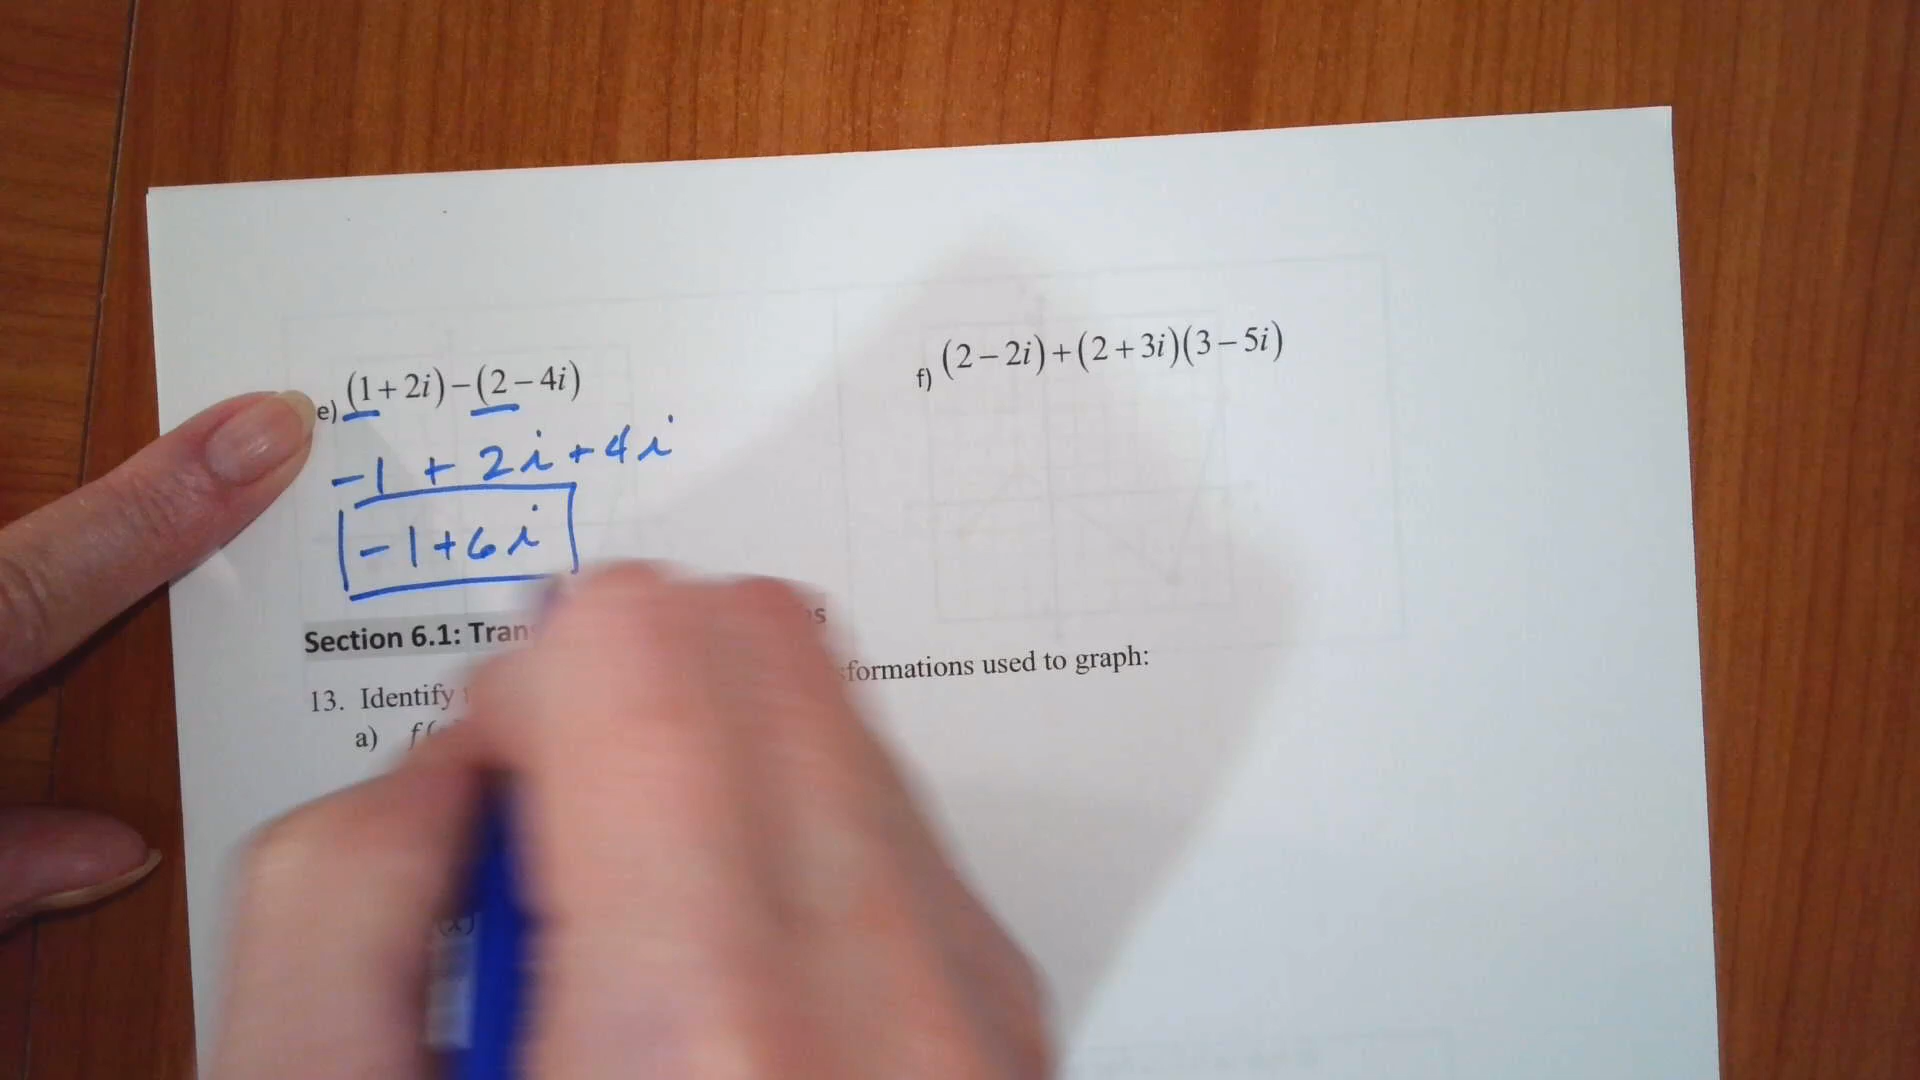 e) (1+2i)−(2−4i)
-1 + 2i+4i
-1+6i
f) (2−2i)+(2+3i)(3−5i)
Section 6.1:
13. Identify formations used to graph:
a) f(
(x)